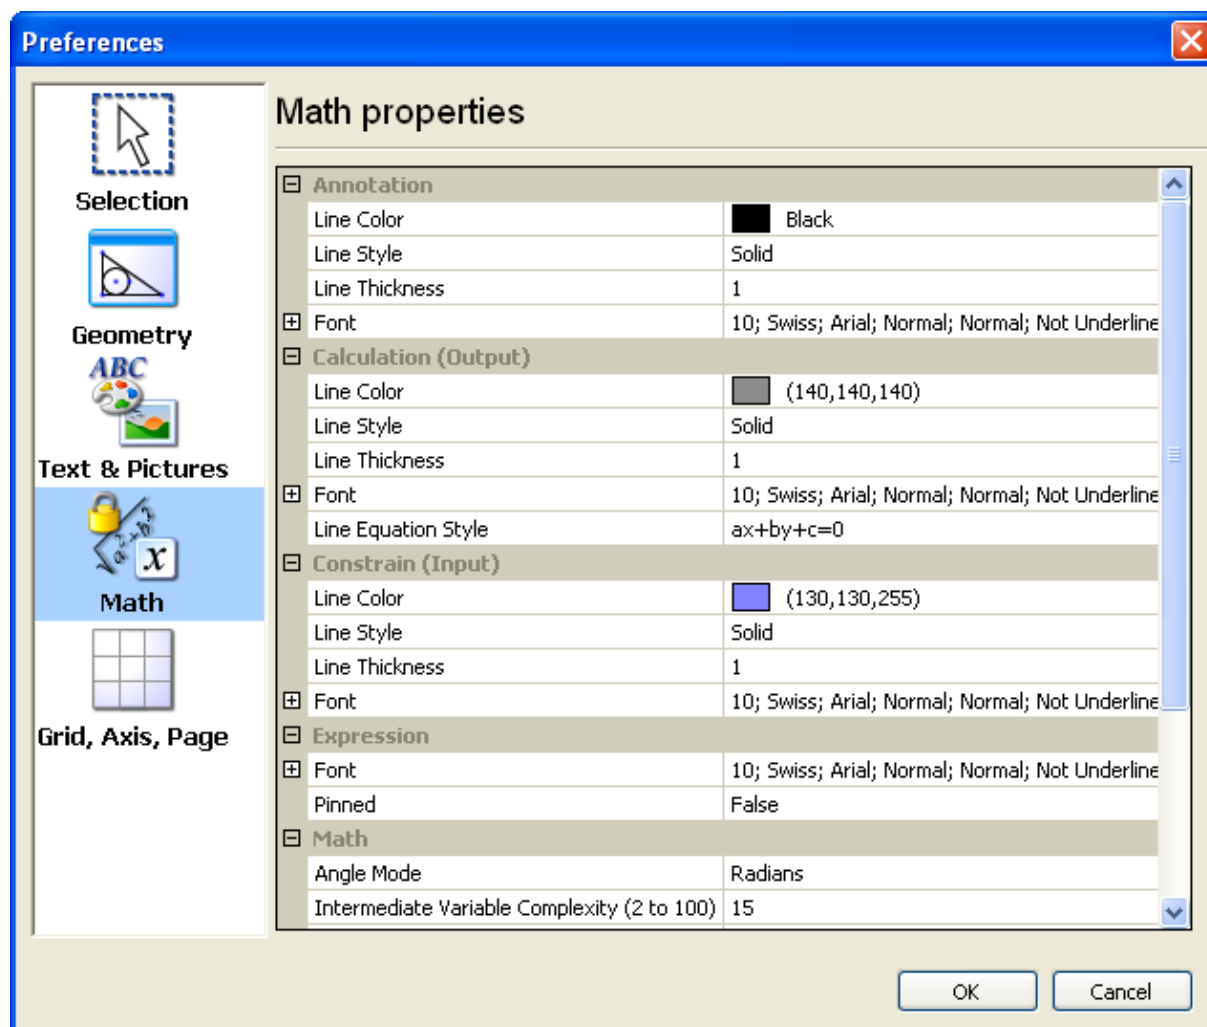 Preferences
Selection
Geometry
ABC
Text & Pictures
x
Math
Grid, Axis, Page
Math properties
Annotation
Line Color Black
Line Style Solid
Line Thickness 1
Font 10; Swiss; Arial; Normal; Normal; Not Underline
Calculation (Output)
Line Color (140,140,140)
Line Style Solid
Line Thickness 1
Font 10; Swiss; Arial; Normal; Normal; Not Underline
Line Equation Style ax+by+c=0
Constrain (Input)
Line Color (130,130,255)
Line Style Solid
Line Thickness 1
Font 10; Swiss; Arial; Normal; Normal; Not Underline
Expression
Font 10; Swiss; Arial; Normal; Normal; Not Underline
Pinned False
Math
Angle Mode Radians
Intermediate Variable Complexity (2 to 100) 15
OK Cancel